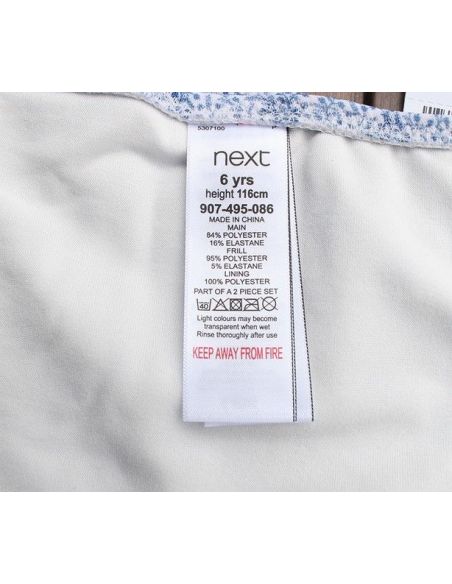 5307100
next
6 yrs
height 116cm
907-495-086
MADE IN CHINA
MAIN
84% POLYESTER
16% ELASTANE
FRILL
95% POLYESTER
5% ELASTANE
LINING
100% POLYESTER
PART OF A 2 PIECE SET
40
Light colours may become
transparent when wet
Rinse thoroughly after use
KEEP AWAY FROM FIRE